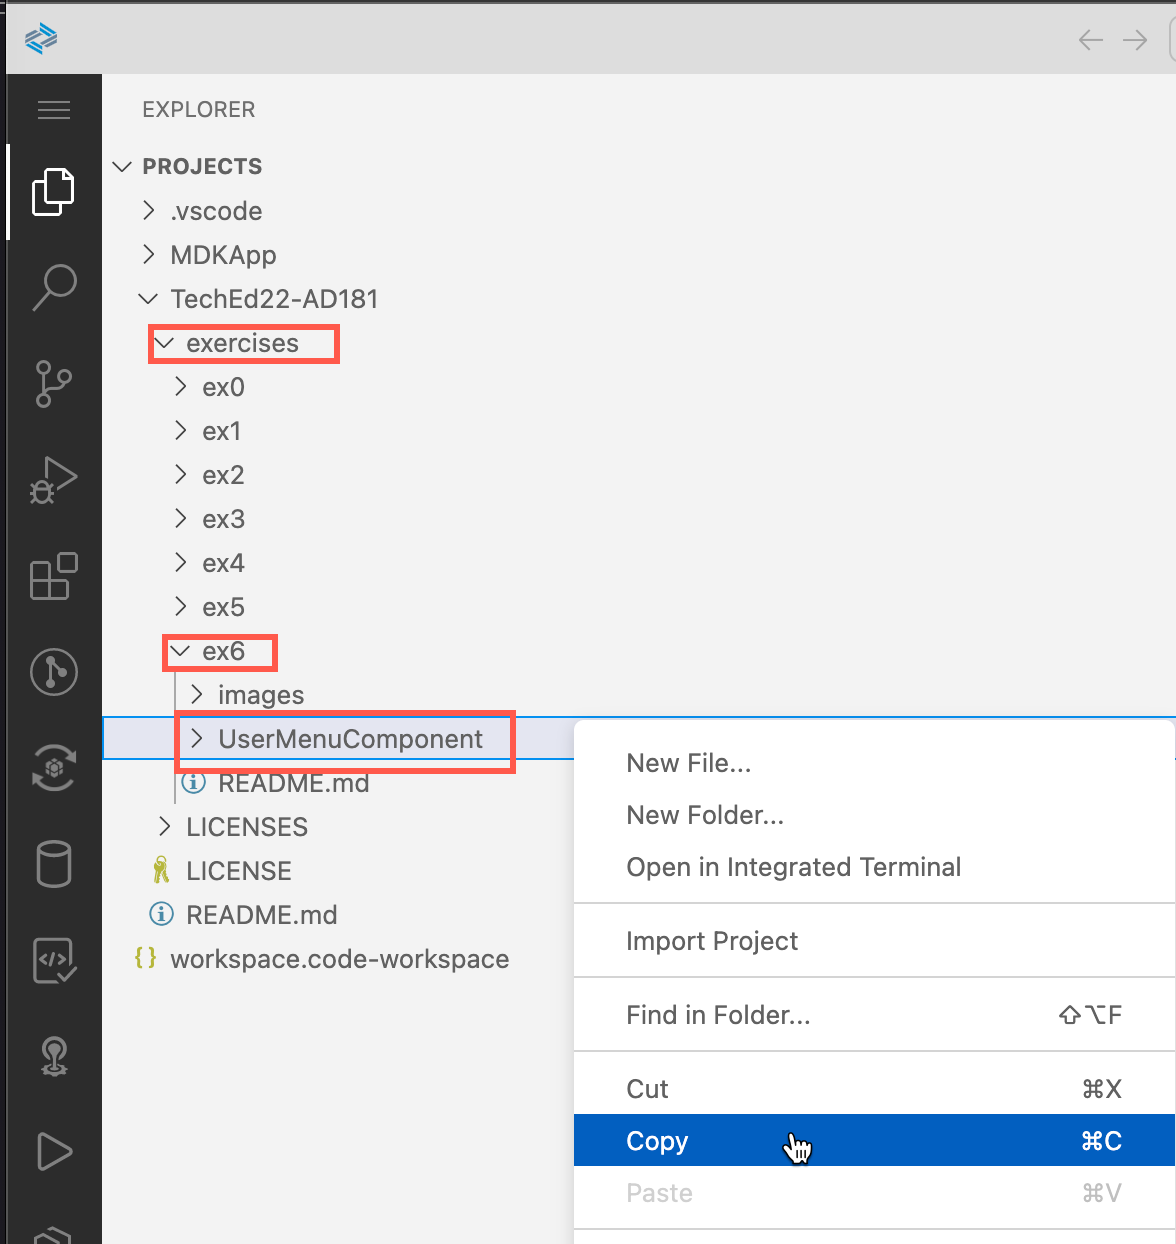 EXPLORER
PROJECTS
.vscode
MDKApp
TechEd22-AD181
exercises
ex0
ex1
ex2
ex3
ex4
ex5
ex6
images
UserMenuComponent
README.md
LICENSES
LICENSE
README.md
workspace.code-workspace
New File...
New Folder...
Open in Integrated Terminal
Import Project
Find in Folder... ⇧⌥F
Cut ⌘X
Copy ⌘C
Paste ⌘V